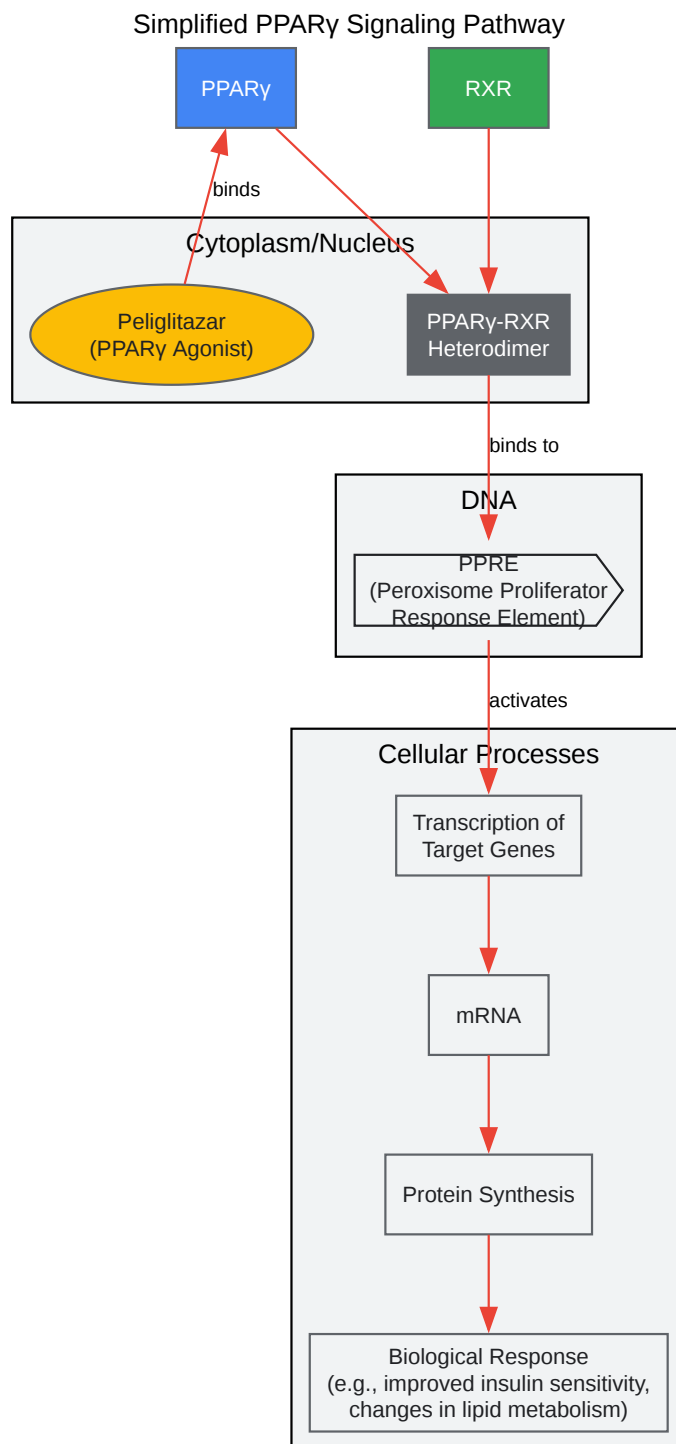 Simplified PPARγ Signaling Pathway
PPARγ
RXR
binds
Cytoplasm/Nucleus
Peliglitazar
(PPARγ Agonist)
PPARγ-RXR
Heterodimer
binds to
DNA
PPRE
(Peroxisome Proliferator
Response Element)
activates
Cellular Processes
Transcription of
Target Genes
mRNA
Protein Synthesis
Biological Response
(e.g., improved insulin sensitivity,
changes in lipid metabolism)